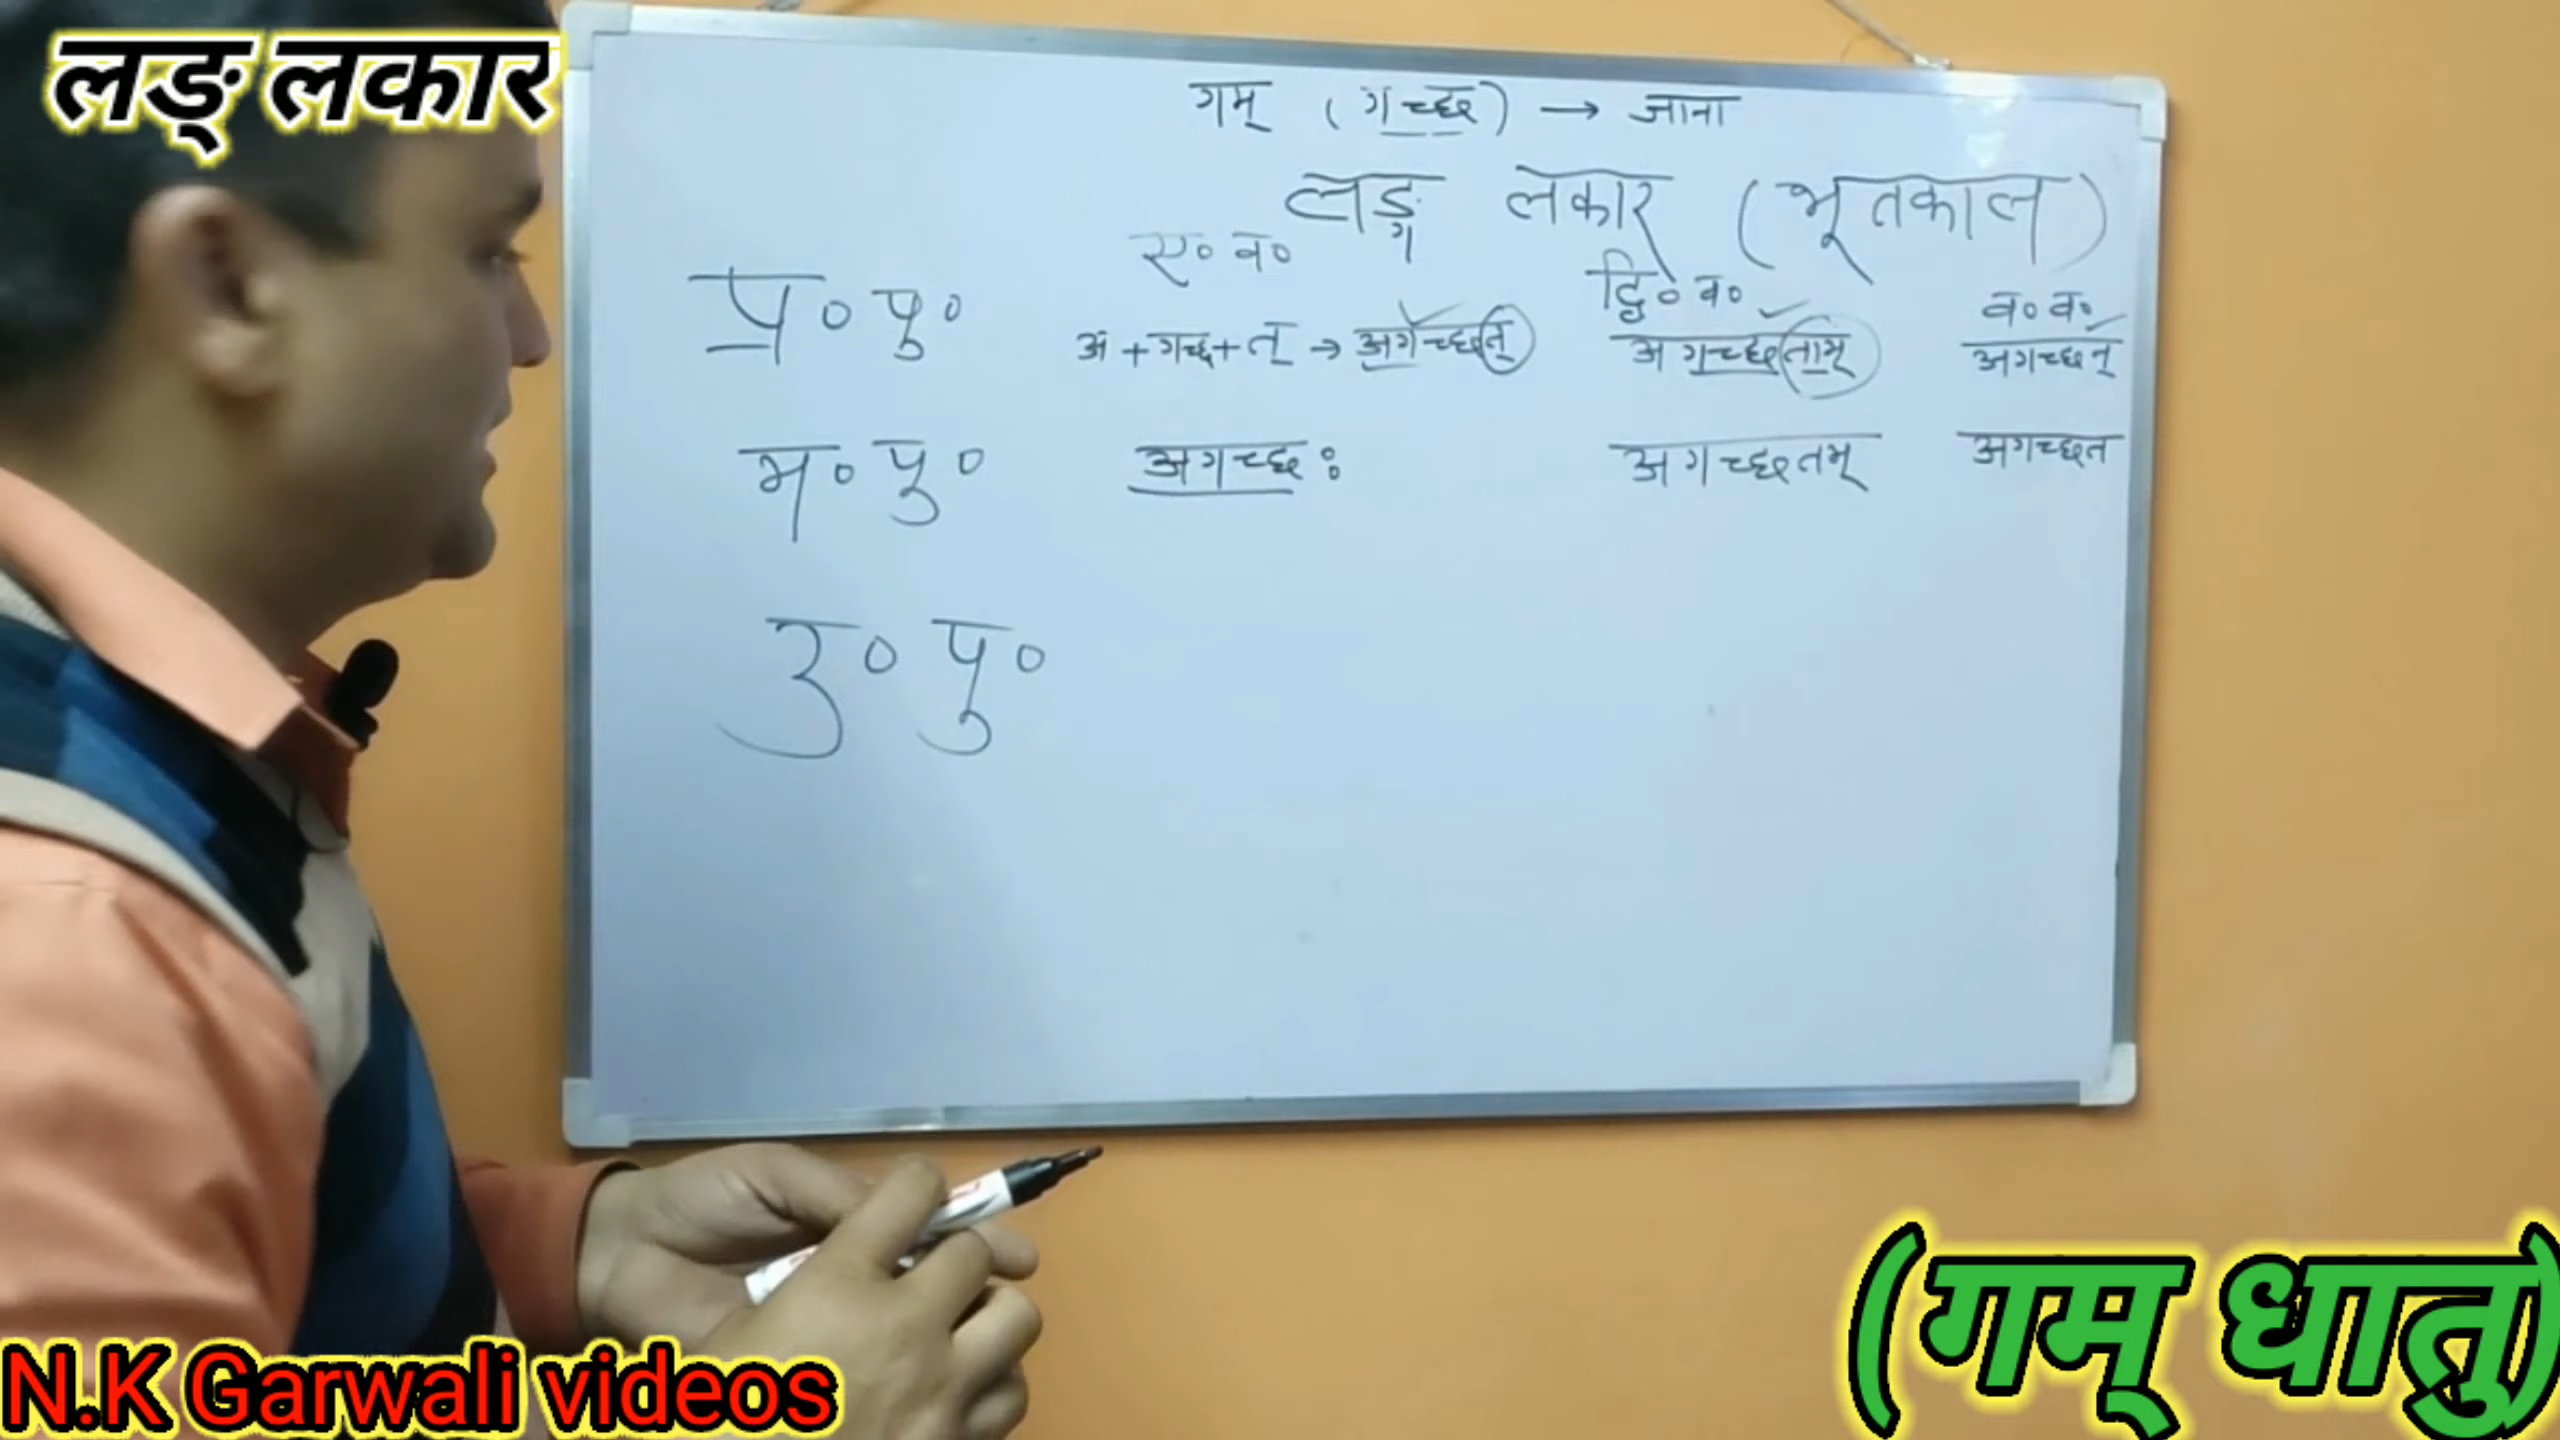 लङ् लकार
गम् (गच्छ) → जाना
लङ्ग लकार (भूतकाल)
ए० व० द्वि० व० व० व०
प्र० पु० अ + गच्छ + त् → अगच्छत् अगच्छताम् अगच्छन्
म० पु० अगच्छः अगच्छतम् अगच्छत
उ० पु०
(गम् धातु)
N.K Garwali videos